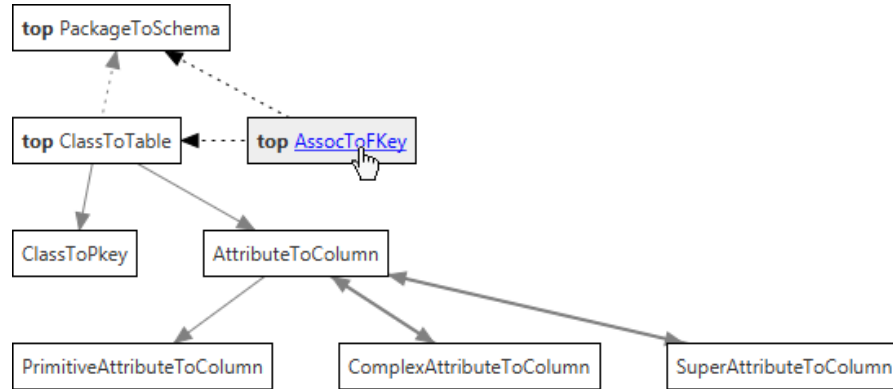 top PackageToSchema
top ClassToTable
top AssocToFKey
ClassToPkey
AttributeToColumn
PrimitiveAttributeToColumn
ComplexAttributeToColumn
SuperAttributeToColumn